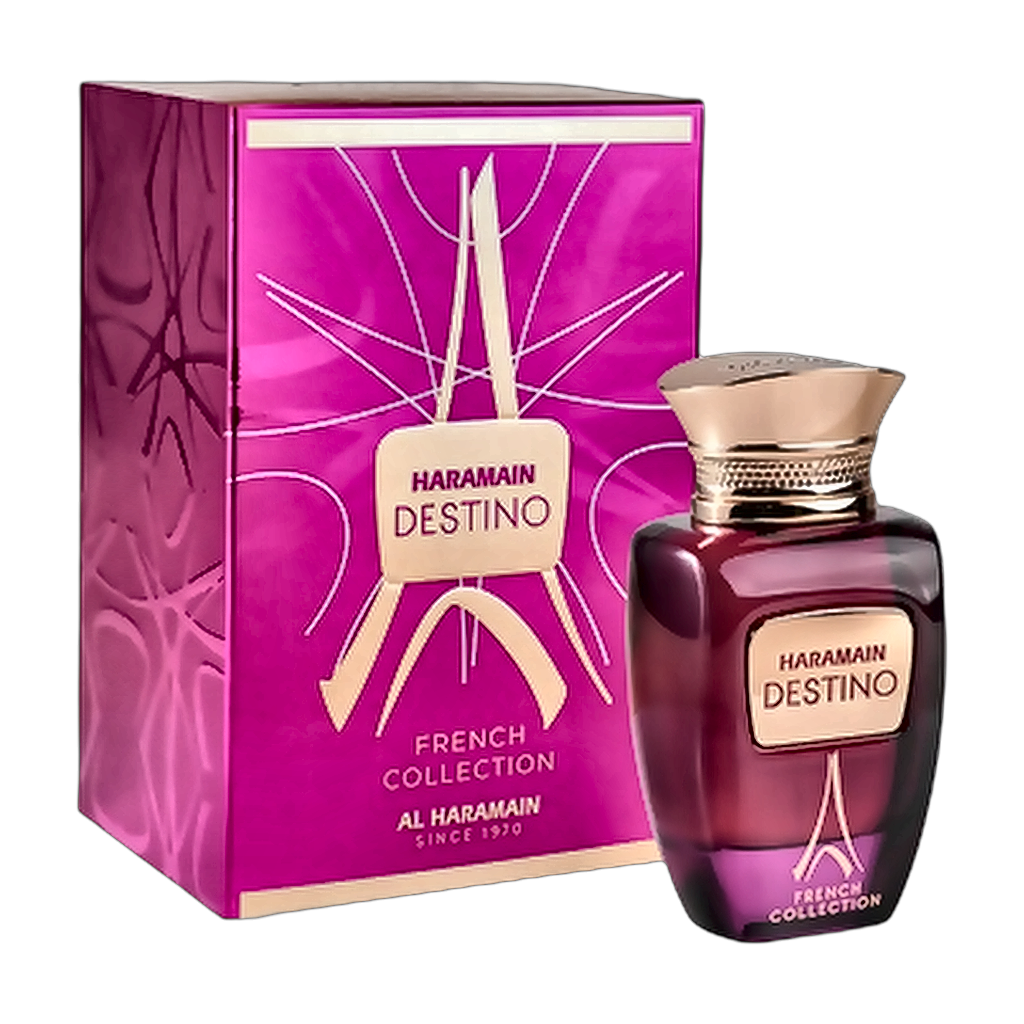 HARAMAIN
DESTINO
FRENCH
COLLECTION
AL HARAMAIN
SINCE 1970
HARAMAIN
DESTINO
FRENCH
COLLECTION